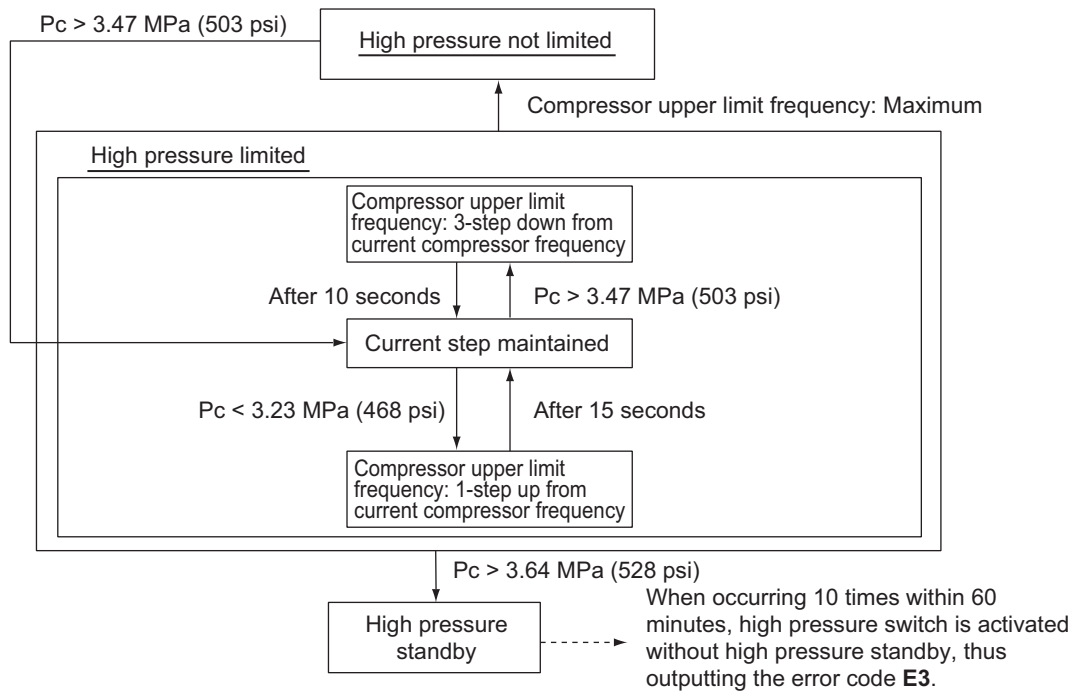 Pc > 3.47 MPa (503 psi)
High pressure not limited
Compressor upper limit frequency: Maximum
High pressure limited
Compressor upper limit
frequency: 3-step down from
current compressor frequency
After 10 seconds
Pc > 3.47 MPa (503 psi)
Current step maintained
Pc < 3.23 MPa (468 psi)
After 15 seconds
Compressor upper limit
frequency: 1-step up from
current compressor frequency
Pc > 3.64 MPa (528 psi)
High pressure
standby
When occurring 10 times within 60
minutes, high pressure switch is activated
without high pressure standby, thus
outputting the error code E3.